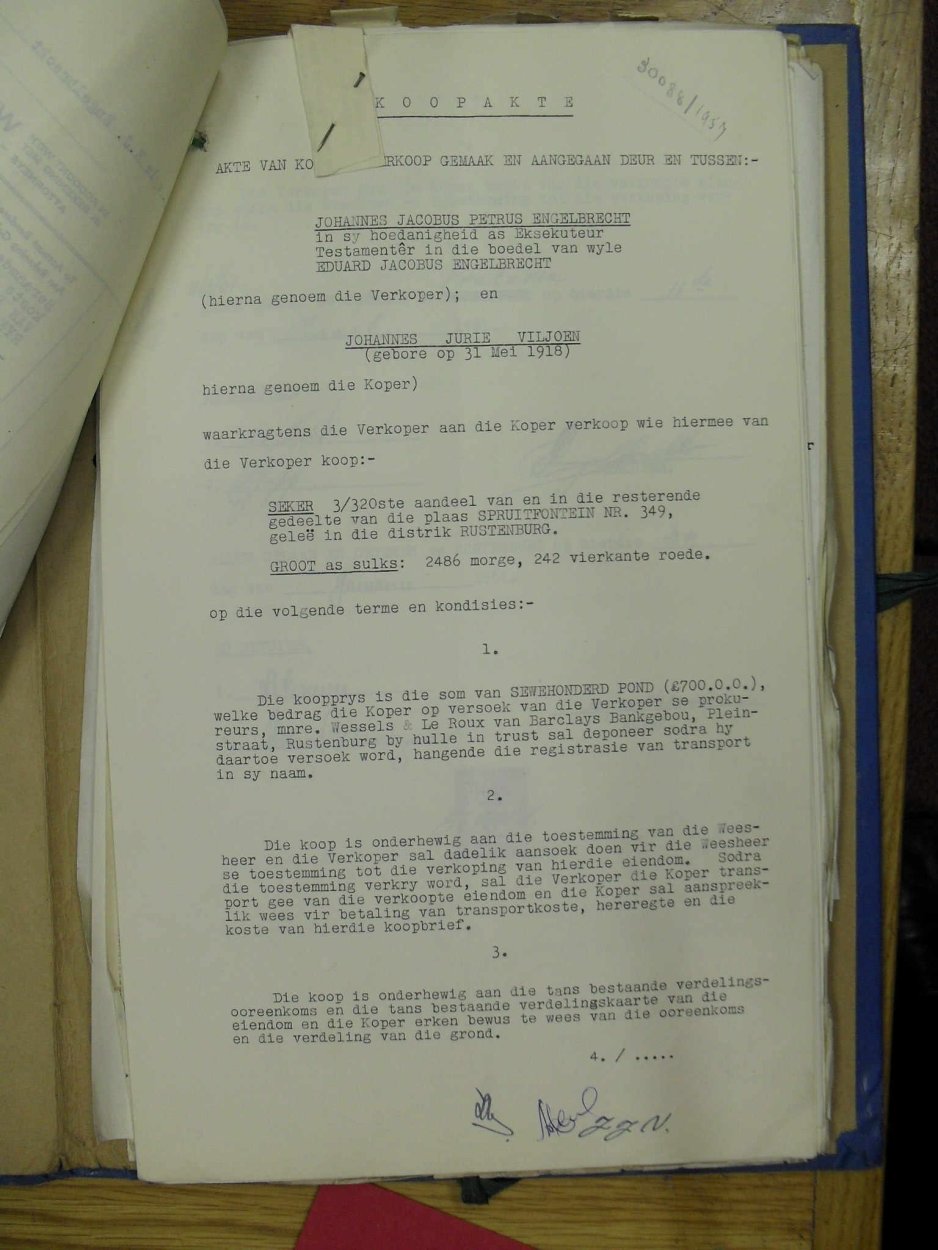 30088/1957
K O O P A K T E
AKTE VAN KO RKOOP GEMAAK EN AANGEGAAN DEUR EN TUSSEN:-
JOHANNES JACOBUS PETRUS ENGELBRECHT
in sy hoedanigheid as Eksekuteur
Testamentêr in die boedel van wyle
EDUARD JACOBUS ENGELBRECHT
(hierna genoem die Verkoper); en
JOHANNES JURIE VILJOEN
(gebore op 31 Mei 1918)
hierna genoem die Koper)
waarkragtens die Verkoper aan die Koper verkoop wie hiermee van
die Verkoper koop:-
SEKER 3/320ste aandeel van en in die resterende
gedeelte van die plaas SPRUITFONTEIN NR. 349,
geleë in die distrik RUSTENBURG.
GROOT as sulks: 2486 morge, 242 vierkante roede.
op die volgende terme en kondisies:-
1.
Die koopprys is die som van SEWEHONDERD POND (£700.0.0.),
welke bedrag die Koper op versoek van die Verkoper se proku-
reurs, mnre. Wessels & Le Roux van Barclays Bankgebou, Plein-
straat, Rustenburg by hulle in trust sal deponeer sodra hy
daartoe versoek word, hangende die registrasie van transport
in sy naam.
2.
Die koop is onderhewig aan die toestemming van die Wees-
heer en die Verkoper sal dadelik aansoek doen vir die Weesheer
se toestemming tot die verkoping van hierdie eiendom. Sodra
die toestemming verkry word, sal die Verkoper die Koper trans-
port gee van die verkoopte eiendom en die Koper sal aanspreek-
lik wees vir betaling van transportkoste, hereregte en die
koste van hierdie koopbrief.
3.
Die koop is onderhewig aan die tans bestaande verdelings-
ooreenkoms en die tans bestaande verdelingskaarte van die
eiendom en die Koper erken bewus te wees van die ooreenkoms
en die verdeling van die grond.
4. / .....
J.J.V.